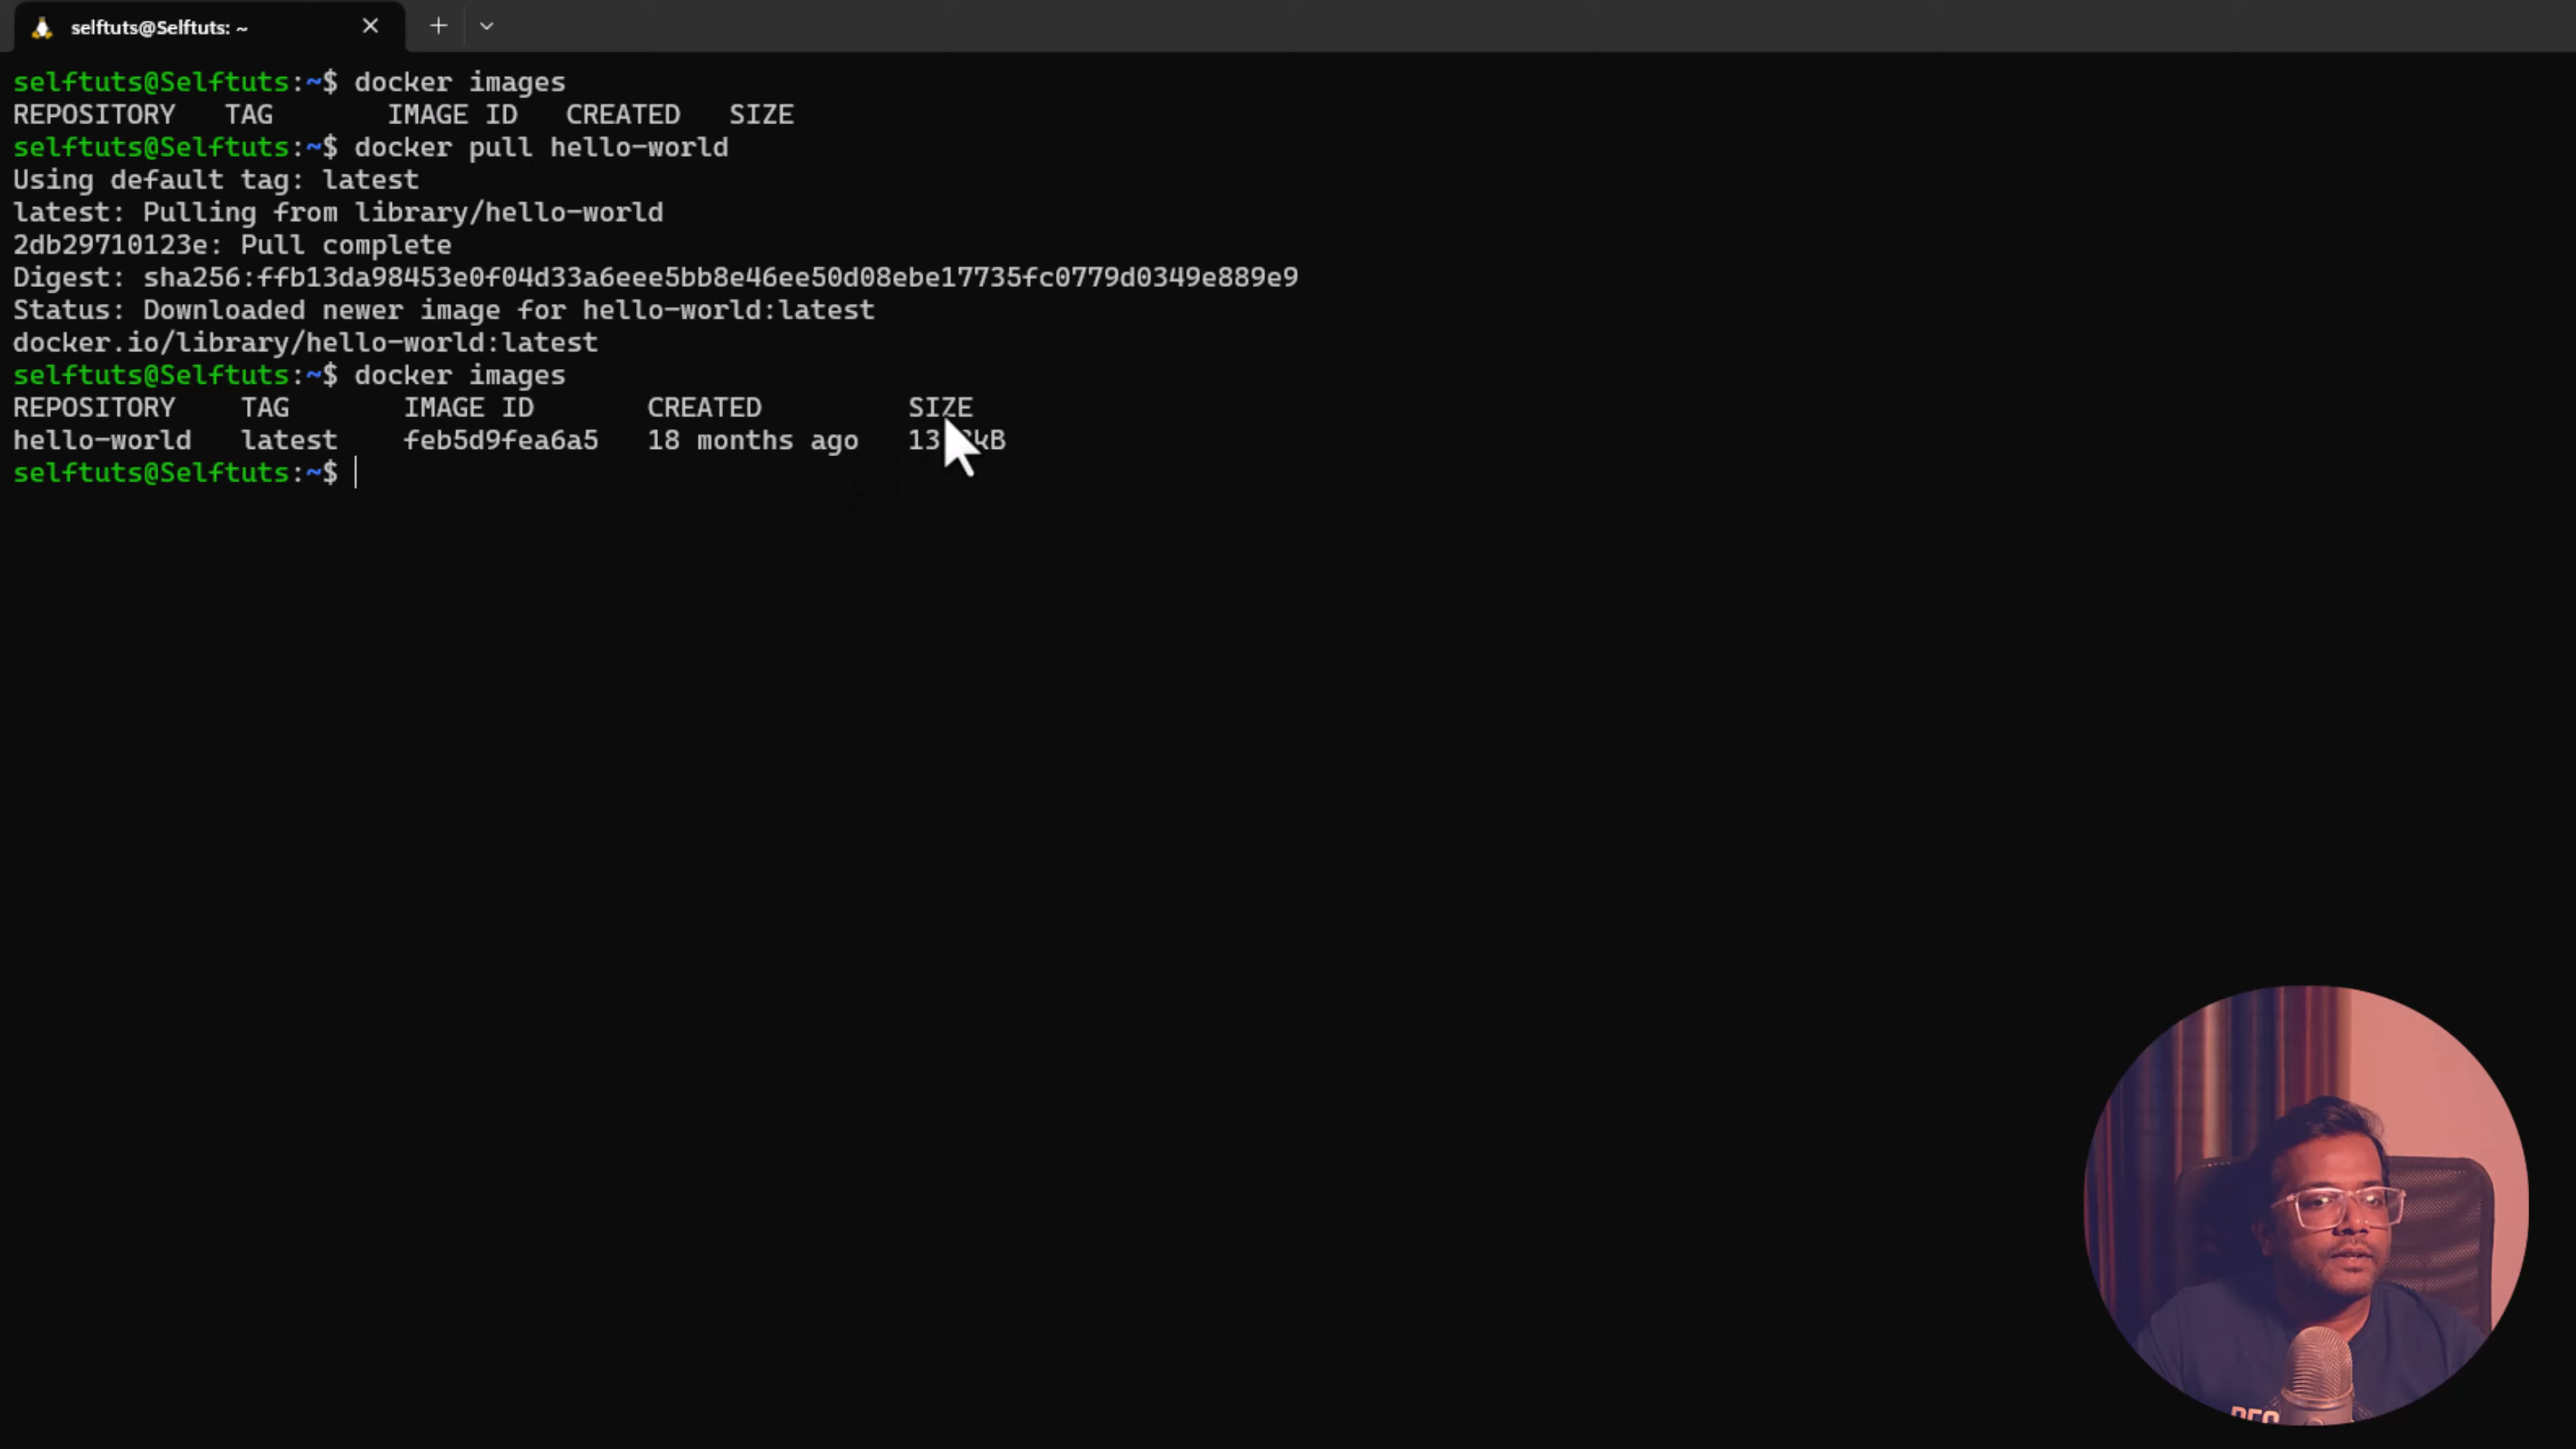 selftuts@Selftuts: ~
selftuts@Selftuts:~$ docker images
REPOSITORY TAG IMAGE ID CREATED SIZE
selftuts@Selftuts:~$ docker pull hello-world
Using default tag: latest
latest: Pulling from library/hello-world
2db29710123e: Pull complete
Digest: sha256:ffb13da98453e0f04d33a6eee5bb8e46ee50d08ebe17735fc0779d0349e889e9
Status: Downloaded newer image for hello-world:latest
docker.io/library/hello-world:latest
selftuts@Selftuts:~$ docker images
REPOSITORY TAG IMAGE ID CREATED SIZE
hello-world latest feb5d9fea6a5 18 months ago
selftuts@Selftuts:~$